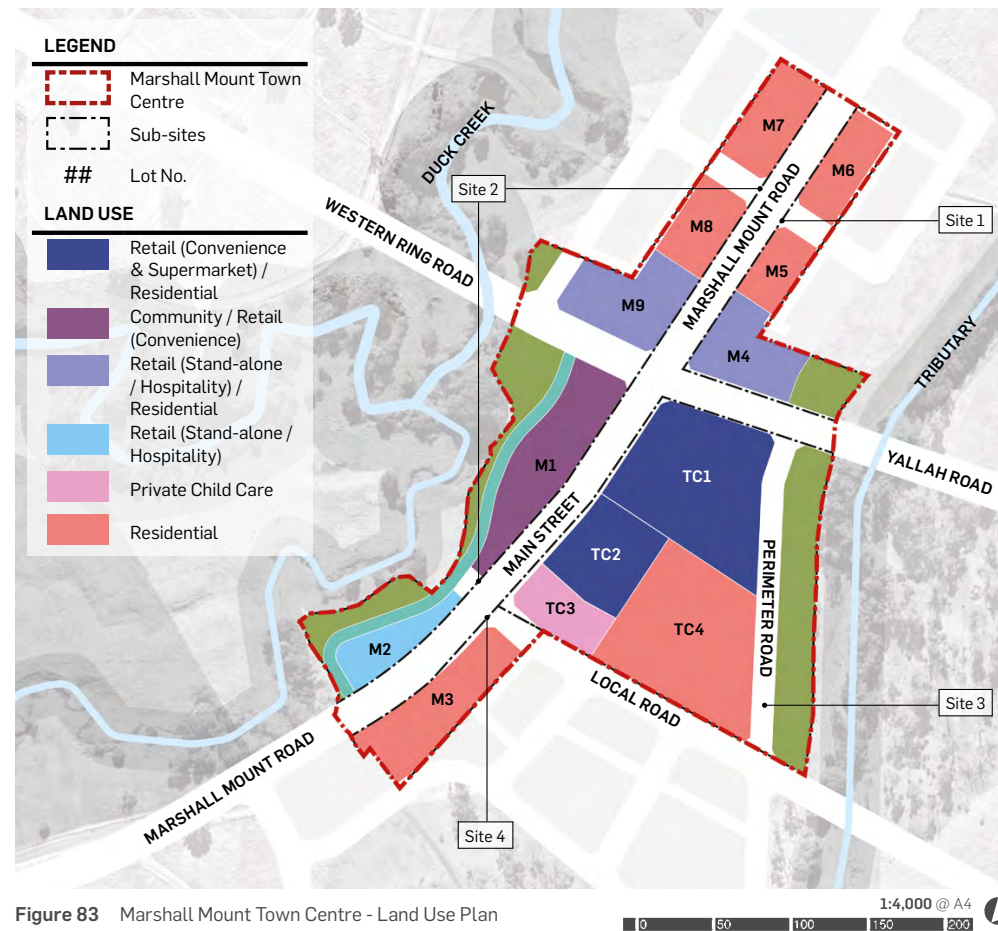 LEGEND
Marshall Mount Town
Centre
Sub-sites
## Lot No.
LAND USE
Retail (Convenience
& Supermarket) /
Residential
Community / Retail
(Convenience)
Retail (Stand-alone
/ Hospitality) /
Residential
Retail (Stand-alone /
Hospitality)
Private Child Care
Residential
DUCK CREEK
WESTERN RING ROAD
Site 2
M7
M6
M8
MARSHALL MOUNT ROAD
Site 1
M5
M9
M4
TRIBUTARY
YALLAH ROAD
M1
TC1
MAIN STREET
TC2
PERIMETER ROAD
TC3
TC4
M2
M3
LOCAL ROAD
Site 3
MARSHALL MOUNT ROAD
Site 4
Figure 83 Marshall Mount Town Centre - Land Use Plan
1:4,000 @ A4
0 50 100 150 200